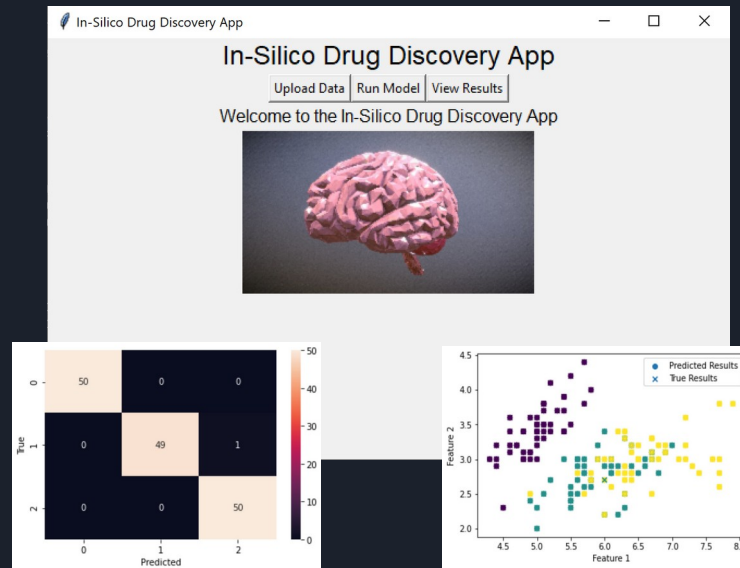 In-Silico Drug Discovery App
In-Silico Drug Discovery App
Upload Data Run Model View Results
Welcome to the In-Silico Drug Discovery App
True
0
1
2
50 0 0
0 49 1
0 0 50
0 1 2
Predicted
50
40
30
20
10
0
Feature 2
4.5
4.0
3.5
3.0
2.5
2.0
Predicted Results
True Results
4.5 5.0 5.5 6.0 6.5 7.0 7.5
Feature 1